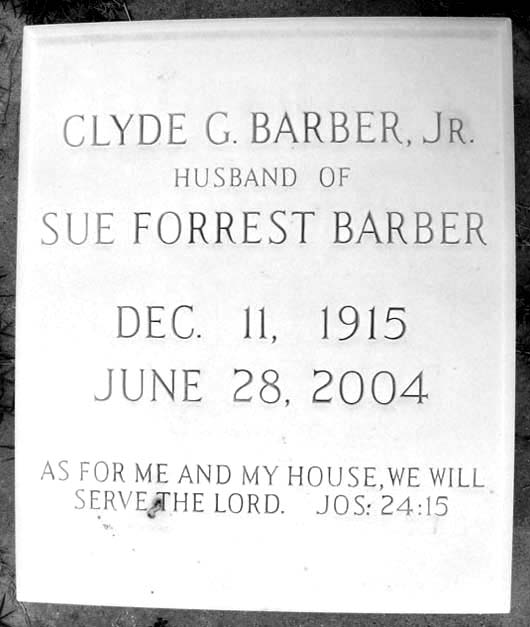 CLYDE G. BARBER, JR.
HUSBAND OF
SUE FORREST BARBER
DEC. 11, 1915
JUNE 28, 2004
AS FOR ME AND MY HOUSE, WE WILL
SERVE THE LORD. JOS: 24:15